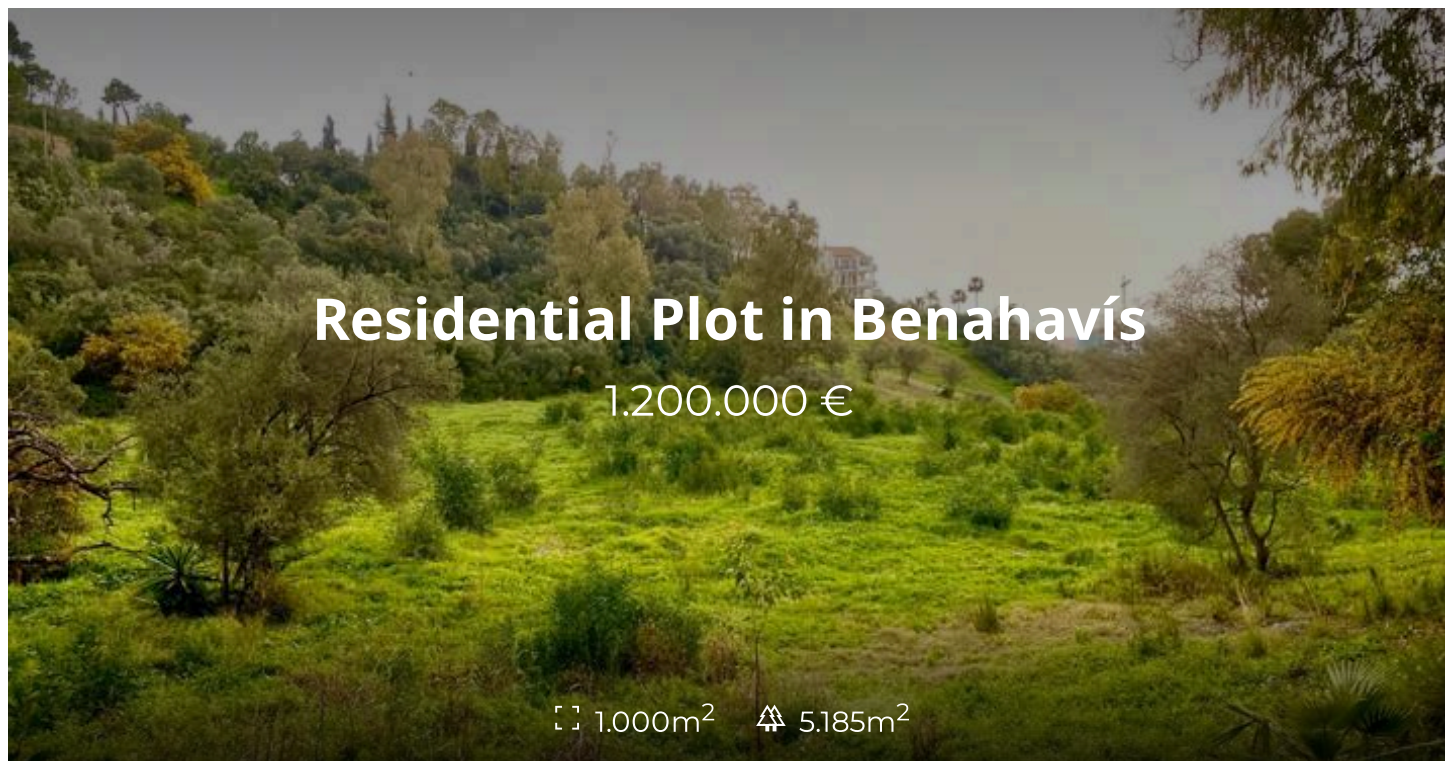 Residential Plot in Benahavís
1.200.000 €
1.000m²
5.185m²